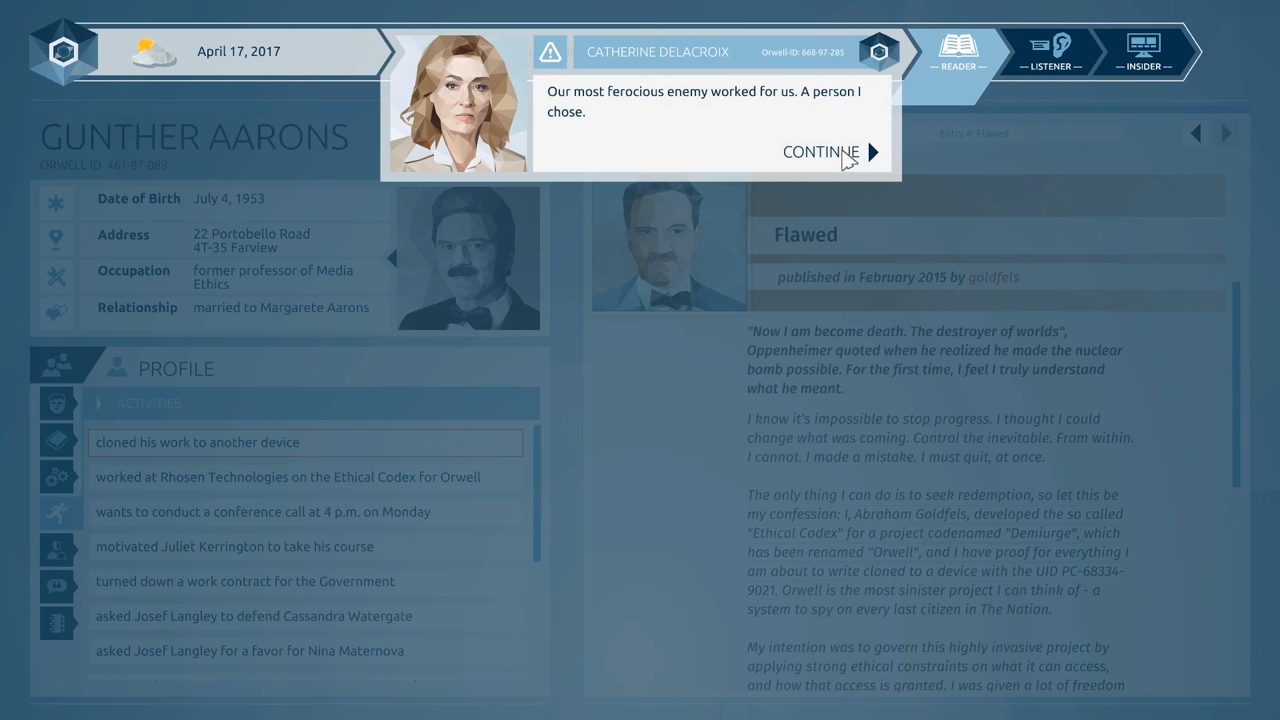 April 17, 2017
CATHERINE DELACROIX
Orwell-ID: 668-97-285
Our most ferocious enemy worked for us. A person I
chose.
CONTINUE
— READER —
— LISTENER —
— INSIDER —
GUNTHER AARONS
ORWELL-ID: 461-87-088
Date of Birth July 4, 1953
Address 22 Portobello Road
4T-35 Farview
Occupation former professor of Media
Ethics
Relationship married to Margarete Aarons
PROFILE
ACTIVITIES
cloned his work to another device
worked at Rhosen Technologies on the Ethical Codex for Orwell
wants to conduct a conference call at 4 p.m. on Monday
motivated Juliet Kerrington to take his course
turned down a work contract for the Government
asked Josef Langley to defend Cassandra Watergate
asked Josef Langley for a favor for Nina Maternova
Entry 4: Flawed
Flawed
published in February 2015 by goldfels
"Now I am become death. The destroyer of worlds",
Oppenheimer quoted when he realized he made the nuclear
bomb possible. For the first time, I feel I truly understand
what he meant.
I know it's impossible to stop progress. I thought I could
change what was coming. Control the inevitable. From within.
I cannot. I made a mistake. I must quit, at once.
The only thing I can do is to seek redemption, so let this be
my confession: I, Abraham Goldfels, developed the so called
"Ethical Codex" for a project codenamed "Demiurge", which
has been renamed "Orwell", and I have proof for everything I
am about to write cloned to a device with the UID PC-68334-
9021. Orwell is the most sinister project I can think of - a
system to spy on every last citizen in The Nation.
My intention was to govern this highly invasive project by
applying strong ethical constraints on what it can access,
and how that access is granted. I was given a lot of freedom